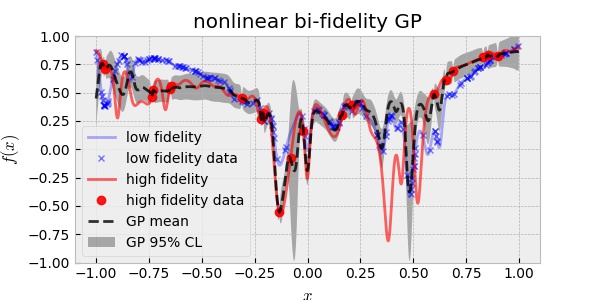 nonlinear bi-fidelity GP
1.00
0.75
0.50
0.25
0.00
−0.25
−0.50
−0.75
−1.00
f(x)
low fidelity
low fidelity data
high fidelity
high fidelity data
GP mean
GP 95% CL
−1.00 −0.75 −0.50 −0.25 0.00 0.25 0.50 0.75 1.00
x